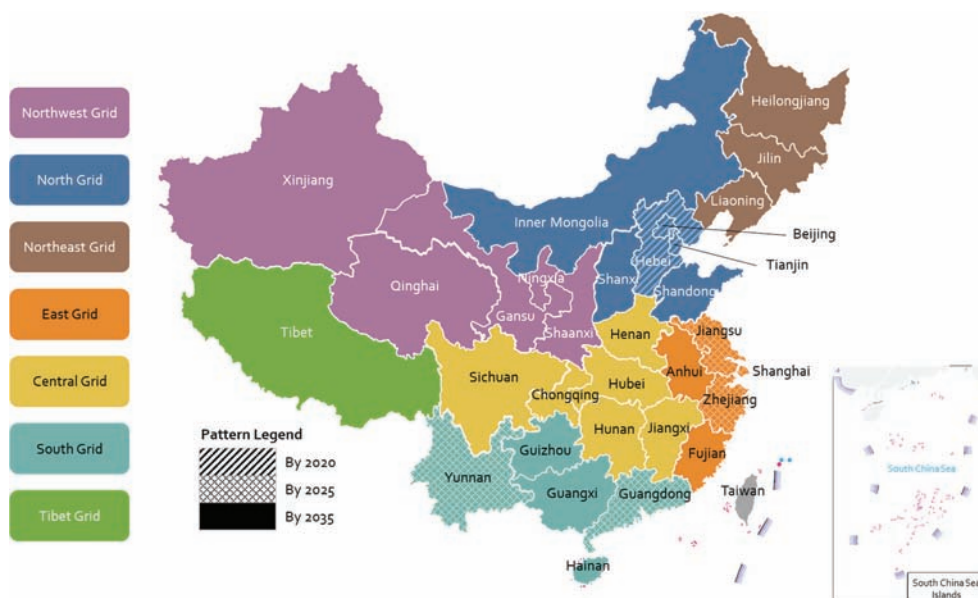 Northwest Grid
North Grid
Northeast Grid
East Grid
Central Grid
South Grid
Tibet Grid
Heilongjiang
Jilin
Liaoning
Xinjiang
Inner Mongolia
Beijing
Hebei
Tianjin
Ningxia
Shanx
Qinghai
Shandong
Gansu
Tibet
Shaanxi
Henan
Jiangsu
Anhui
Shanghai
Sichuan
Hubei
Chongqing
Zhejiang
Hunan
Jiangxi
Pattern Legend
By 2020
By 2025
By 2035
Guizhou
Fujian
Yunnan
Guangxi
Guangdong
Taiwan
Hainan
South China Sea
South China Sea
Islands